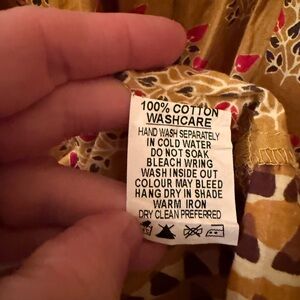 100% COTTON
WASHCARE
HAND WASH SEPARATELY
IN COLD WATER
DO NOT SOAK
BLEACH WRING
WASH INSIDE OUT
COLOUR MAY BLEED
HANG DRY IN SHADE
WARM IRON
DRY CLEAN PREFERRED